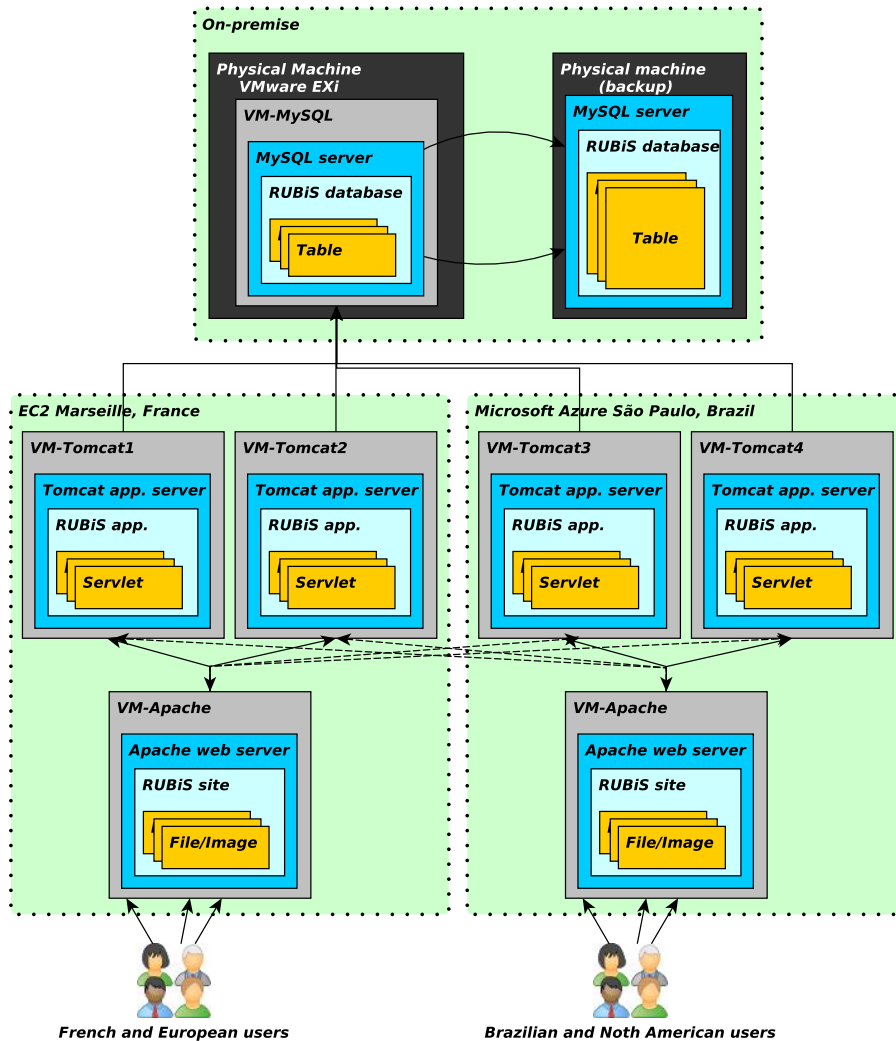 On-premise
Physical Machine
VMware EXi
VM-MySQL
MySQL server
RUBiS database
Table
Physical machine
(backup)
MySQL server
RUBiS database
Table
EC2 Marseille, France
VM-Tomcat1
Tomcat app. server
RUBiS app.
Servlet
VM-Tomcat2
Tomcat app. server
RUBiS app.
Servlet
Microsoft Azure São Paulo, Brazil
VM-Tomcat3
Tomcat app. server
RUBiS app.
Servlet
VM-Tomcat4
Tomcat app. server
RUBiS app.
Servlet
VM-Apache
Apache web server
RUBiS site
File/Image
VM-Apache
Apache web server
RUBiS site
File/Image
French and European users
Brazilian and Noth American users